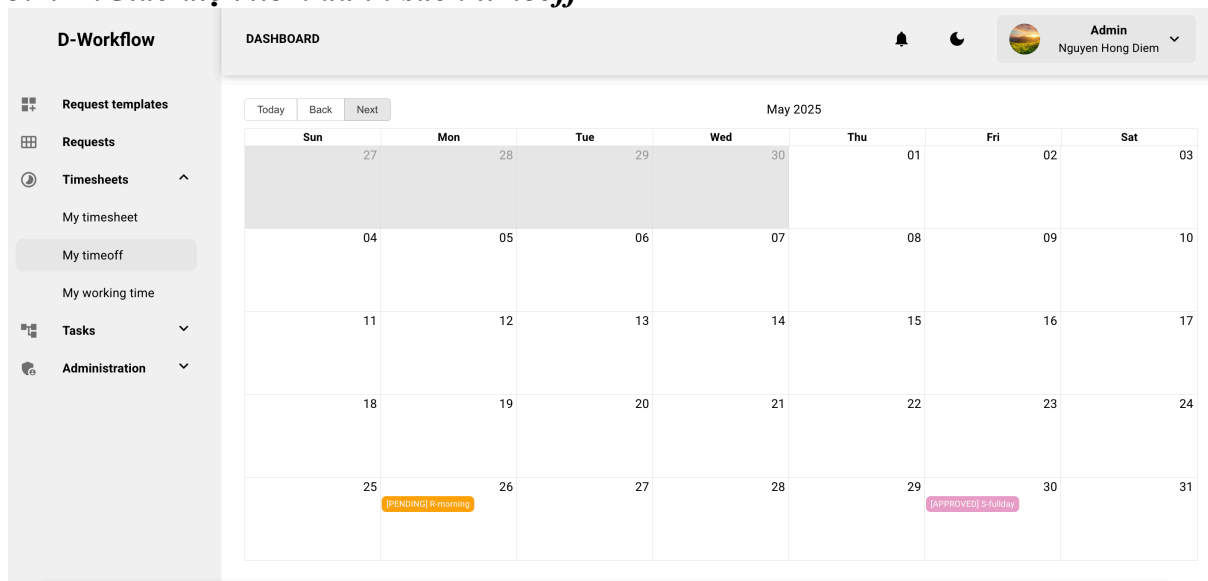 D-Workflow
DASHBOARD
Admin
Nguyen Hong Diem
Request templates
Requests
Timesheets
My timesheet
My timeoff
My working time
Tasks
Administration
Today Back Next
May 2025
Sun Mon Tue Wed Thu Fri Sat
27 28 29 30 01 02 03
04 05 06 07 08 09 10
11 12 13 14 15 16 17
18 19 20 21 22 23 24
25 26 27 28 29 30 31
[PENDING] R-morning [APPROVED] S-fullday